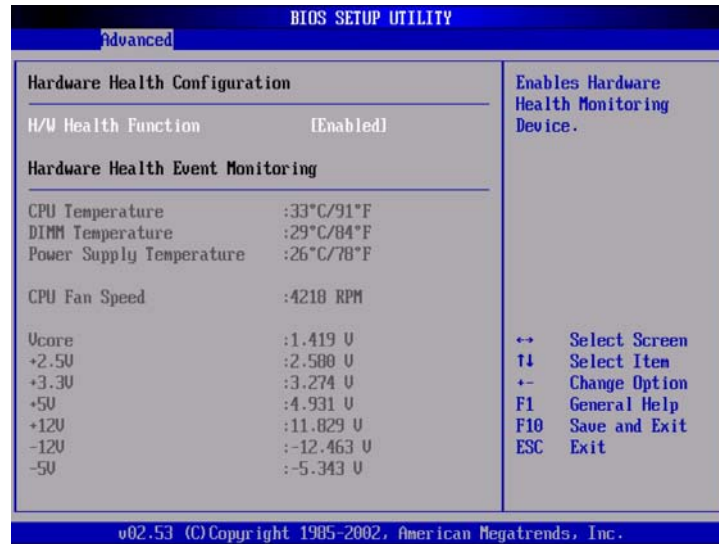 BIOS SETUP UTILITY
Advanced
Hardware Health Configuration
H/W Health Function [Enabled]
Hardware Health Event Monitoring
CPU Temperature :33°C/91°F
DIMM Temperature :29°C/84°F
Power Supply Temperature :26°C/78°F
CPU Fan Speed :4218 RPM
Vcore :1.419 V
+2.5V :2.580 V
+3.3V :3.274 V
+5V :4.931 V
+12V :11.829 V
-12V :-12.463 V
-5V :-5.343 V
Enables Hardware
Health Monitoring
Device.
↔ Select Screen
↑↓ Select Item
+- Change Option
F1 General Help
F10 Save and Exit
ESC Exit
v02.53 (C)Copyright 1985-2002, American Megatrends, Inc.